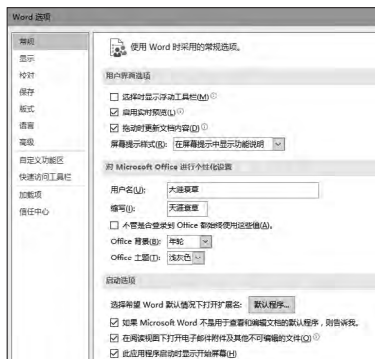 Word 选项
常规
显示
校对
保存
版式
语言
高级
自定义功能区
快速访问工具栏
加载项
信任中心
使用 Word 时采用的常规选项。
用户界面选项
选择时显示浮动工具栏(M)
启用实时预览(L)
拖动时更新文档内容(D)
屏幕提示样式(R): 在屏幕提示中显示功能说明
对 Microsoft Office 进行个性化设置
用户名(U): 天涯衰草
缩写(I): 天涯衰草
不管是否登录到 Office 都始终使用这些值(A)。
Office 背景(B): 年轮
Office 主题(T): 浅灰色
启动选项
选择希望 Word 默认情况下打开扩展名: 默认程序...
如果 Microsoft Word 不是用于查看和编辑文档的默认程序，则告诉我。
在阅读视图下打开电子邮件附件及其他不可编辑的文件(O)
此应用程序启动时显示开始屏幕(H)